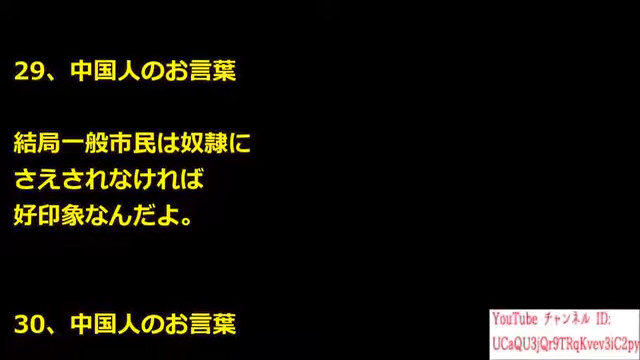 29、中国人のお言葉
結局一般市民は奴隷に
さえされなければ
好印象なんだよ。
30、中国人のお言葉
YouTube チャンネル ID:
UCaQU3jQr9TRqKvev3iC2py